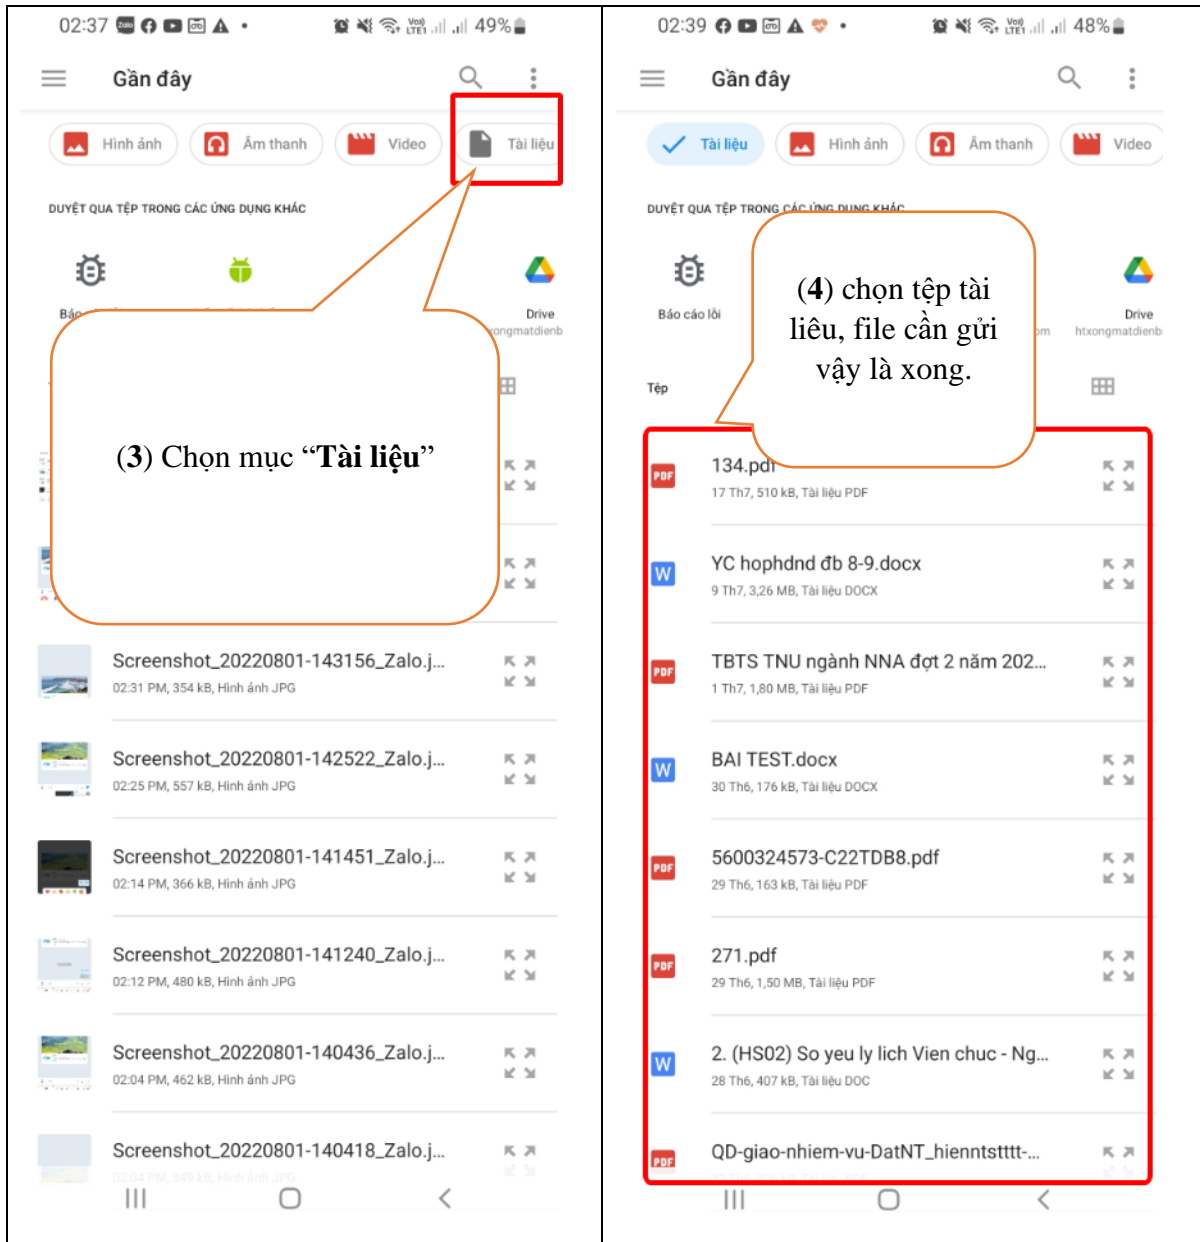 02:37
49%
Gần đây
Hình ảnh
Âm thanh
Video
Tài liệu
DUYỆT QUA TỆP TRONG CÁC ỨNG DỤNG KHÁC
Drive
(3) Chọn mục “Tài liệu”
Screenshot_20220801-143156_Zalo.j...
02:31 PM, 354 kB, Hình ảnh JPG
Screenshot_20220801-142522_Zalo.j...
02:25 PM, 557 kB, Hình ảnh JPG
Screenshot_20220801-141451_Zalo.j...
02:14 PM, 366 kB, Hình ảnh JPG
Screenshot_20220801-141240_Zalo.j...
02:12 PM, 480 kB, Hình ảnh JPG
Screenshot_20220801-140436_Zalo.j...
02:04 PM, 462 kB, Hình ảnh JPG
Screenshot_20220801-140418_Zalo.j...
02:04 PM, 349 kB, Hình ảnh JPG
02:39
48%
Gần đây
Tài liệu
Hình ảnh
Âm thanh
Video
DUYỆT QUA TỆP TRONG CÁC ỨNG DỤNG KHÁC
(4) chọn tệp tài
liêu, file cần gửi
vậy là xong.
Báo cáo lỗi
Drive
htxongmatdienb
Tệp
134.pdf
17 Th7, 510 kB, Tài liệu PDF
YC hophdnd đb 8-9.docx
9 Th7, 3,26 MB, Tài liệu DOCX
TBTS TNU ngành NNA đợt 2 năm 202...
1 Th7, 1,80 MB, Tài liệu PDF
BAI TEST.docx
30 Th6, 176 kB, Tài liệu DOCX
5600324573-C22TDB8.pdf
29 Th6, 163 kB, Tài liệu PDF
271.pdf
29 Th6, 1,50 MB, Tài liệu PDF
2. (HS02) So yeu ly lich Vien chuc - Ng...
28 Th6, 407 kB, Tài liệu DOC
QD-giao-nhiem-vu-DatNT_hienntstttt-...